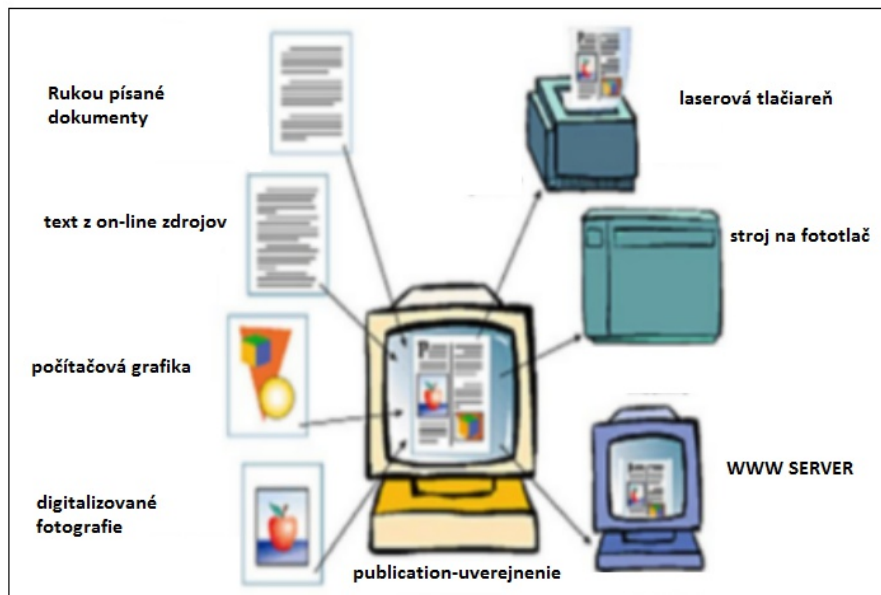 Rukou písané
dokumenty
text z on-line zdrojov
počítačová grafika
digitalizované
fotografie
publication-uverejnenie
laserová tlačiareň
stroj na fototlač
WWW SERVER